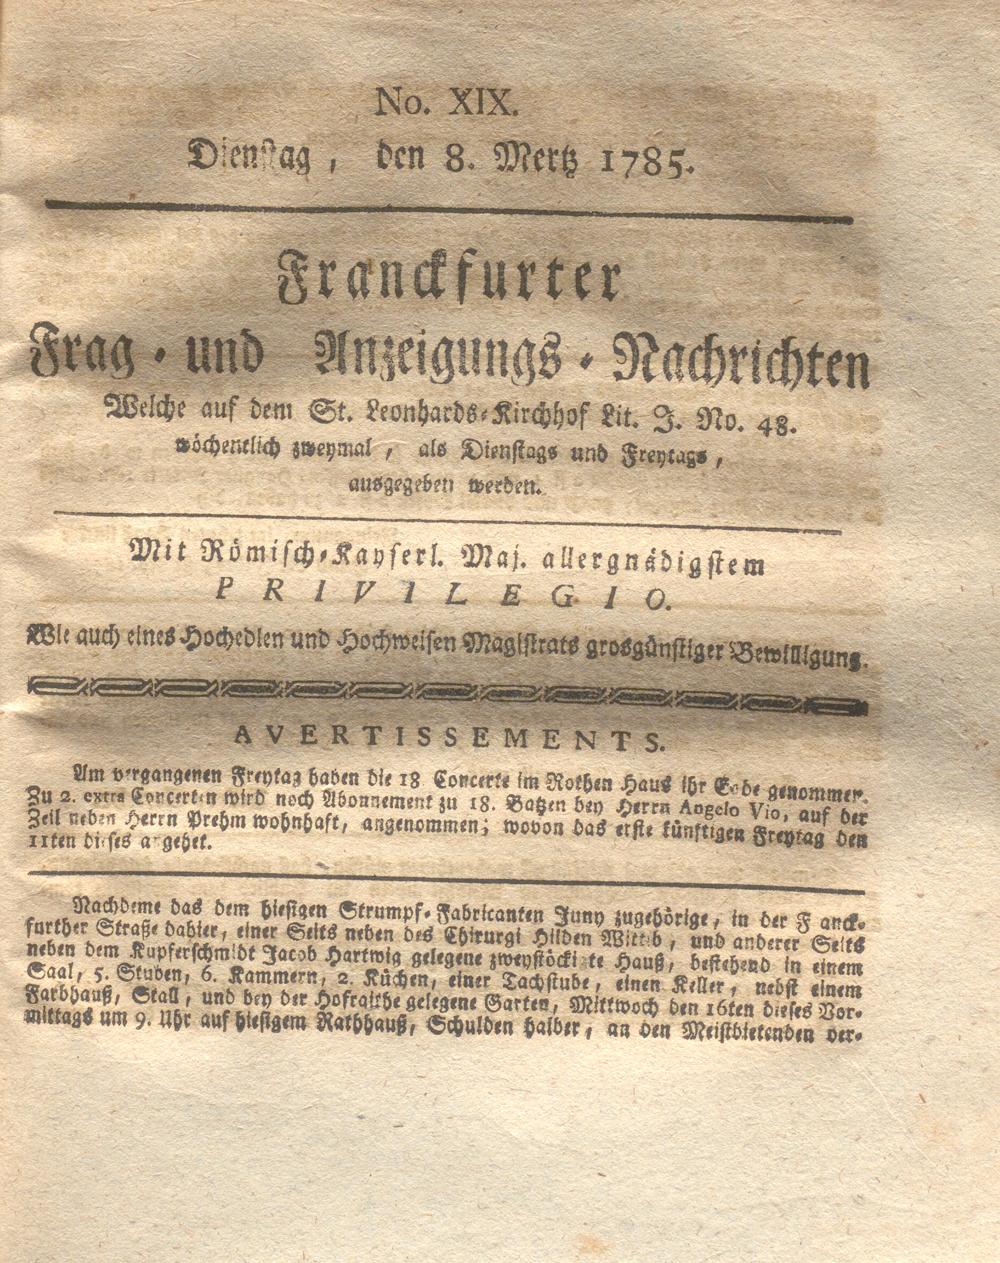 No. XIX.
Dienstag, den 8. Mertz 1785.
Franckfurter
Frag- und Anzeigungs-Nachrichten
Welche auf dem St. Leonhards-Kirchhof Lit. J. No. 48.
wöchentlich zweymal, als Dienstags und Freytags,
ausgegeben werden.
Mit Römisch-Kayserl. Maj. allergnädigstem
PRIVILEGIO.
Wie auch eines Hochedlen und Hochweisen Magistrats grosgünstiger Bewilligung.
AVERTISSEMENTS.
Am vergangenen Freytag haben die 18 Concerte im Rothen Haus ihr Ende genommen.
Zu 2. extra Concerten wird noch Abonnement zu 18. Batzen bey Herrn Angelo Vio, auf der
Zeil neben Herrn Prehm wohnhaft, angenommen; wovon das erste künftigen Freytag den
11ten dieses angehet.
Nachdeme das dem hiesigen Strumpf-Fabricanten Juny zugehörige, in der Franck-
further Straße dahier, einer Seits neben des Chirurgi Hilden Wittib, und anderer Seits
neben dem Kupferschmidt Jacob Hartwig gelegene zweystöckigte Hauß, bestehend in einem
Saal, 5. Stuben, 6. Kammern, 2. Küchen, einer Tachstube, einen Keller, nebst einem
Farbhauß, Stall, und bey der Hofraithe gelegene Garten, Mittwoch den 16ten dieses Vor-
mittags um 9. Uhr auf hiesigem Rathhauß, Schulden halber, an den Meistbietenden ver-